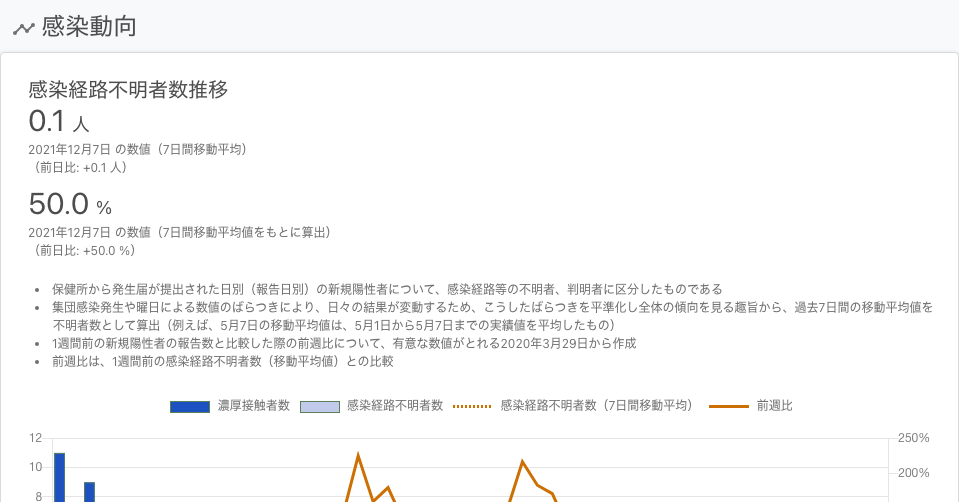 感染動向
感染経路不明者数推移
0.1 人
2021年12月7日 の数値（7日間移動平均）
（前日比: +0.1 人）
50.0 %
2021年12月7日 の数値（7日間移動平均値をもとに算出）
（前日比: +50.0 %）
• 保健所から発生届が提出された日別（報告日別）の新規陽性者について、感染経路等の不明者、判明者に区分したものである
• 集団感染発生や曜日による数値のばらつきにより、日々の結果が変動するため、こうしたばらつきを平準化し全体の傾向を見る趣旨から、過去7日間の移動平均値を
不明者数として算出（例えば、5月7日の移動平均値は、5月1日から5月7日までの実績値を平均したもの）
• 1週間前の新規陽性者の報告数と比較した際の前週比について、有意な数値がとれる2020年3月29日から作成
• 前週比は、1週間前の感染経路不明者数（移動平均値）との比較
濃厚接触者数 感染経路不明者数 感染経路不明者数（7日間移動平均） 前週比
12 250%
10 200%
8